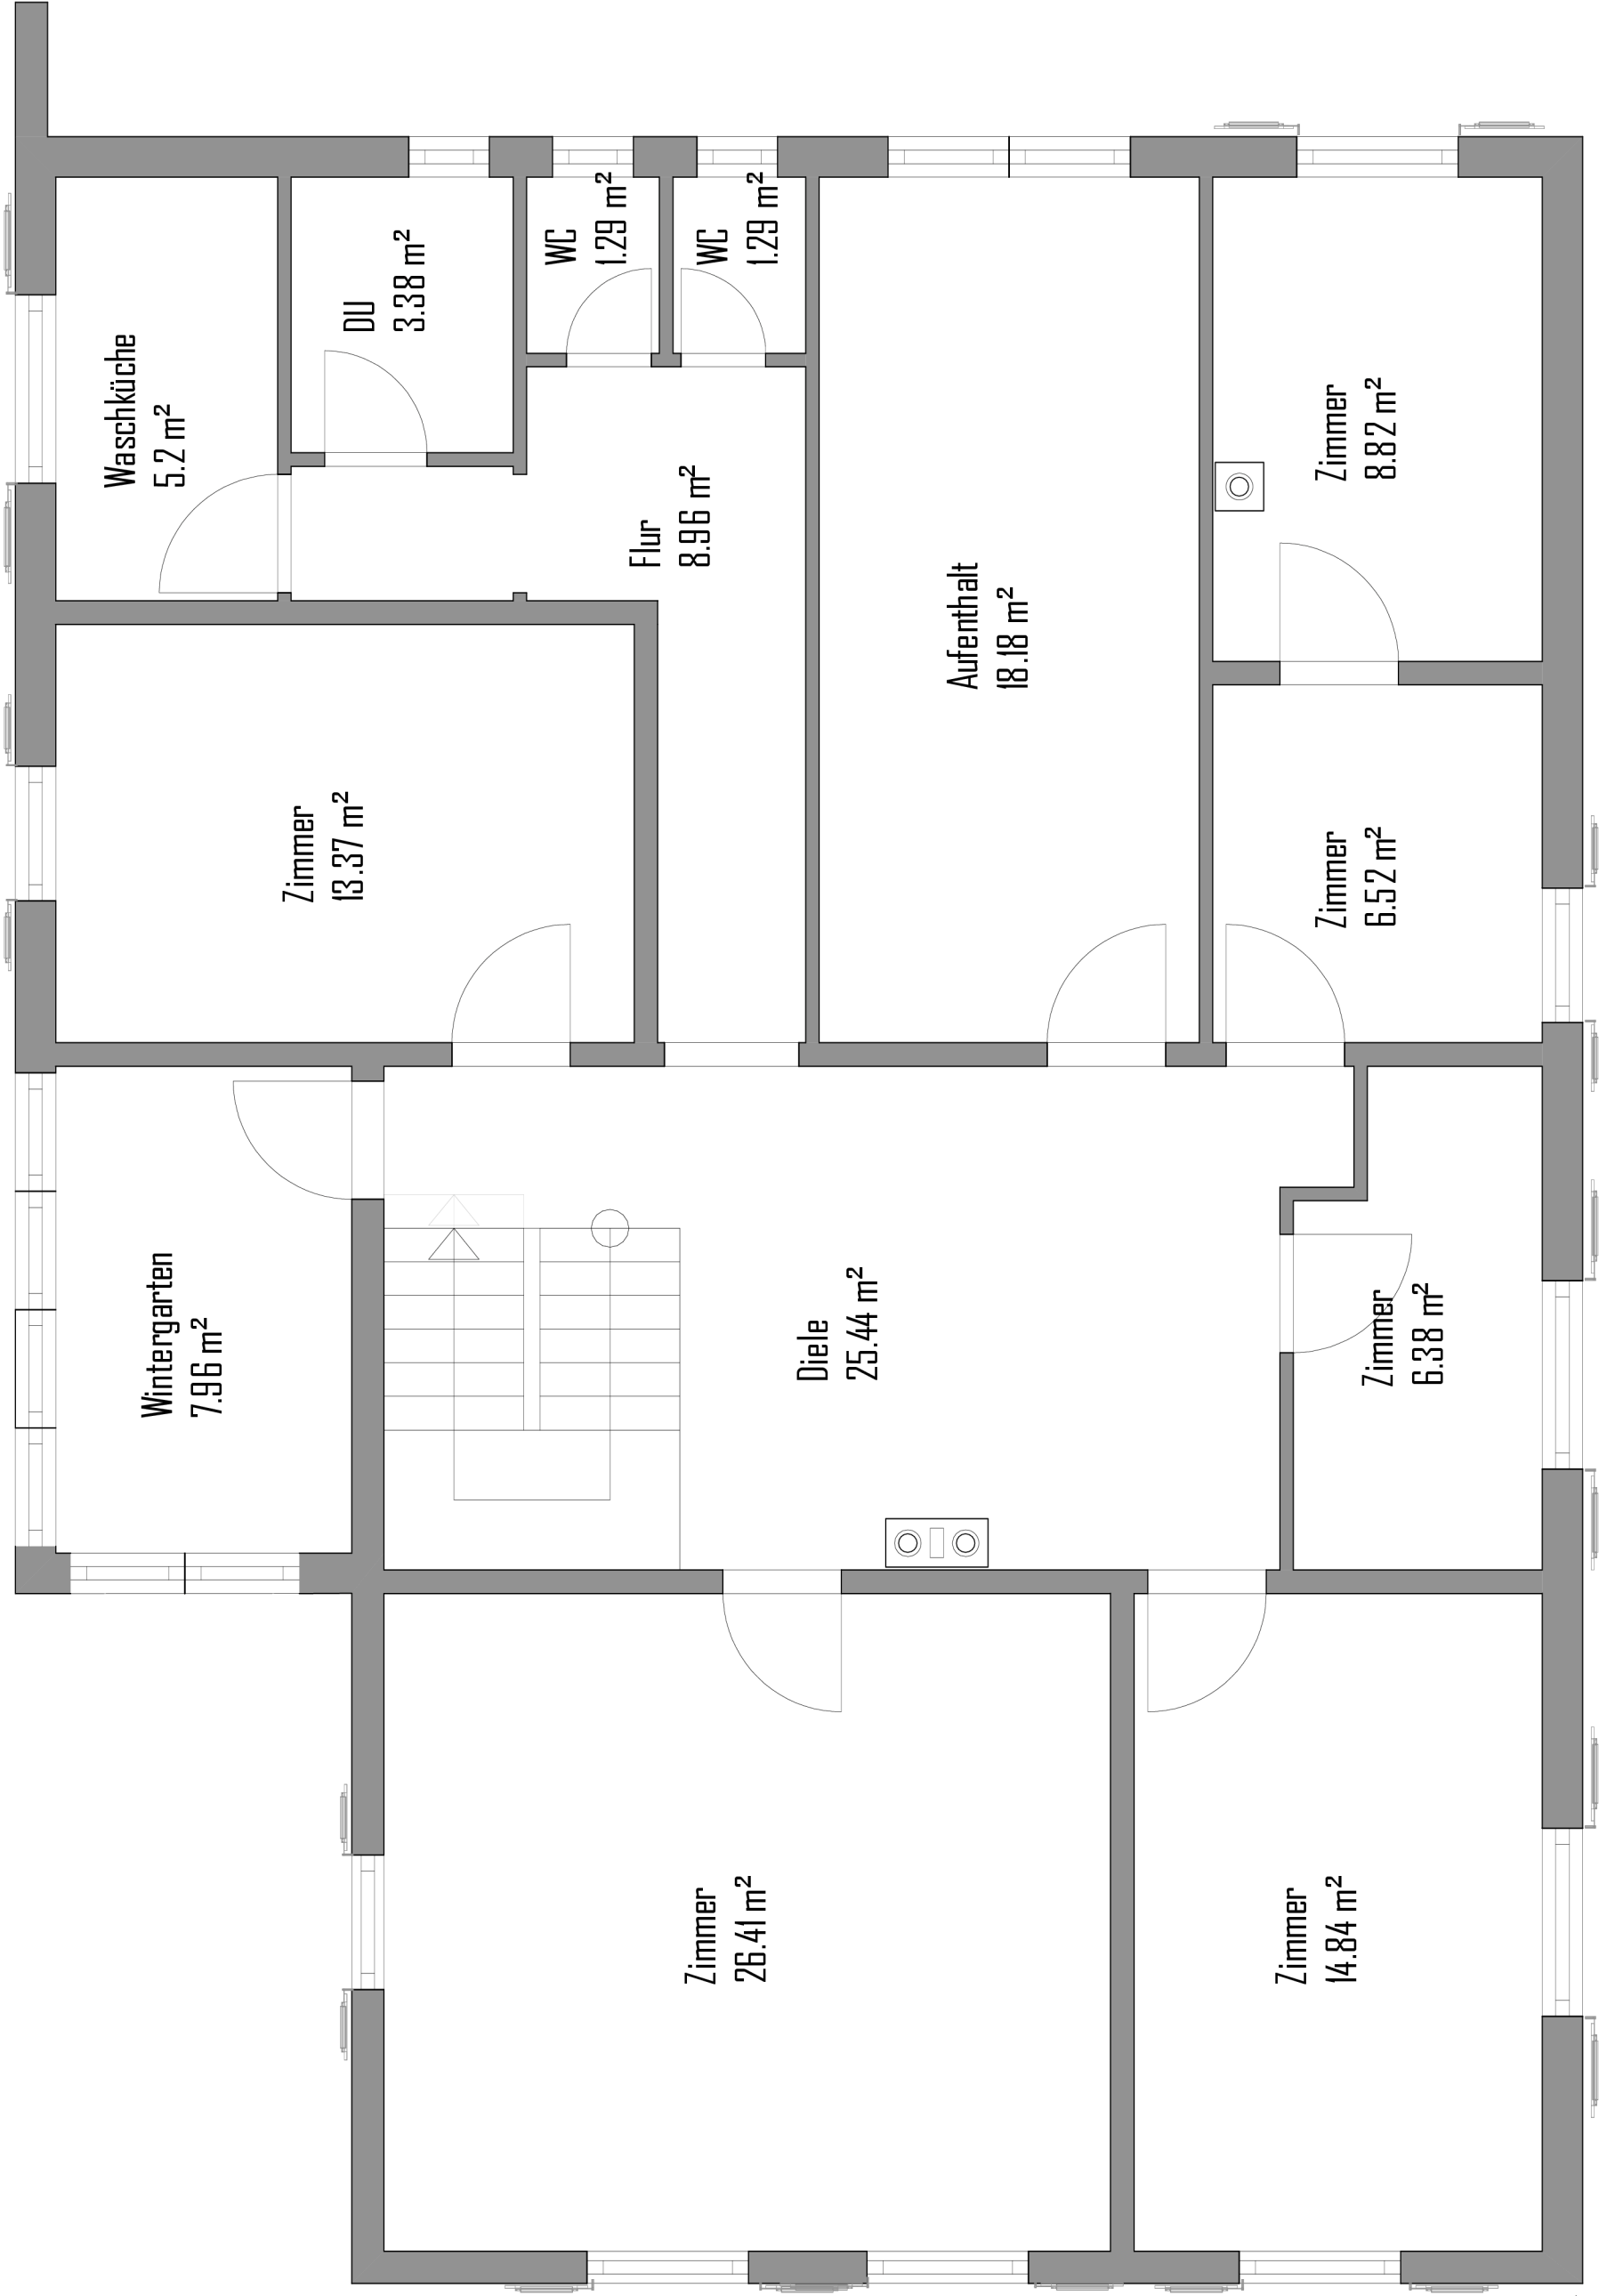 Waschküche
5.2 m²
DU
3.38 m²
WC
1.29 m²
WC
1.29 m²
Flur
8.96 m²
Aufenthalt
18.18 m²
Zimmer
8.82 m²
Zimmer
13.37 m²
Zimmer
6.52 m²
Wintergarten
7.96 m²
Diele
25.44 m²
Zimmer
6.38 m²
Zimmer
26.41 m²
Zimmer
14.84 m²